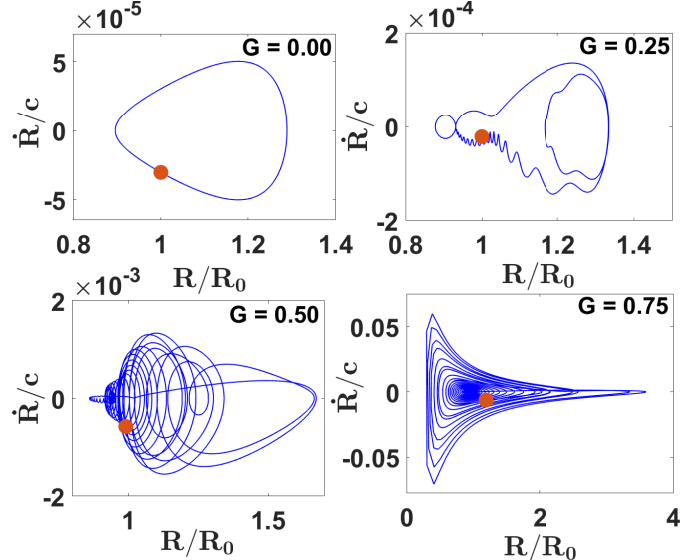 ×10⁻⁵
G = 0.00
5
0
-5
0.8
1
1.2
1.4
Ṙ/c
R/R₀
×10⁻⁴
G = 0.25
2
0
-2
0.8
1
1.2
1.4
Ṙ/c
R/R₀
×10⁻³
G = 0.50
2
0
-2
1
1.5
Ṙ/c
R/R₀
G = 0.75
0.05
0
-0.05
0
2
4
Ṙ/c
R/R₀